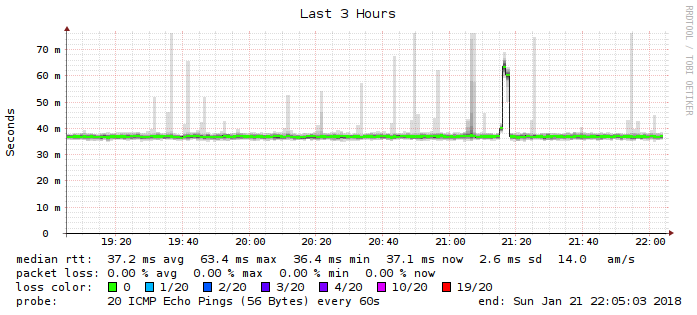 Last 3 Hours
RRDTOOL / TOBI OETIKER
Seconds
70 m
60 m
50 m
40 m
30 m
20 m
10 m
0
19:20 19:40 20:00 20:20 20:40 21:00 21:20 21:40 22:00
median rtt: 37.2 ms avg 63.4 ms max 36.4 ms min 37.1 ms now 2.6 ms sd 14.0 am/s
packet loss: 0.00 % avg 0.00 % max 0.00 % min 0.00 % now
loss color: 0 1/20 2/20 3/20 4/20 10/20 19/20
probe: 20 ICMP Echo Pings (56 Bytes) every 60s end: Sun Jan 21 22:05:03 2018